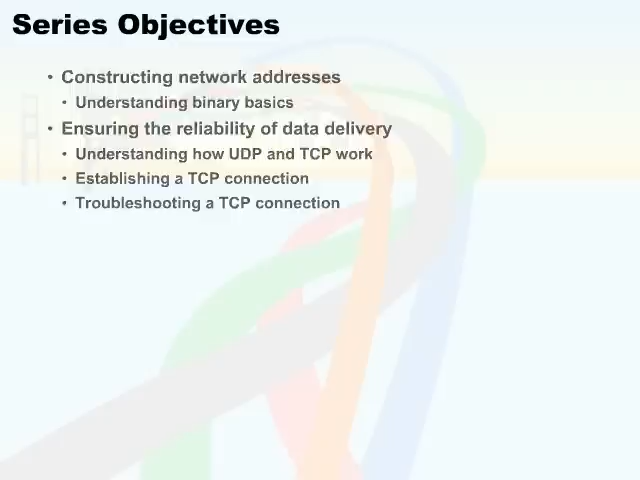 Series Objectives
• Constructing network addresses
• Understanding binary basics
• Ensuring the reliability of data delivery
• Understanding how UDP and TCP work
• Establishing a TCP connection
• Troubleshooting a TCP connection